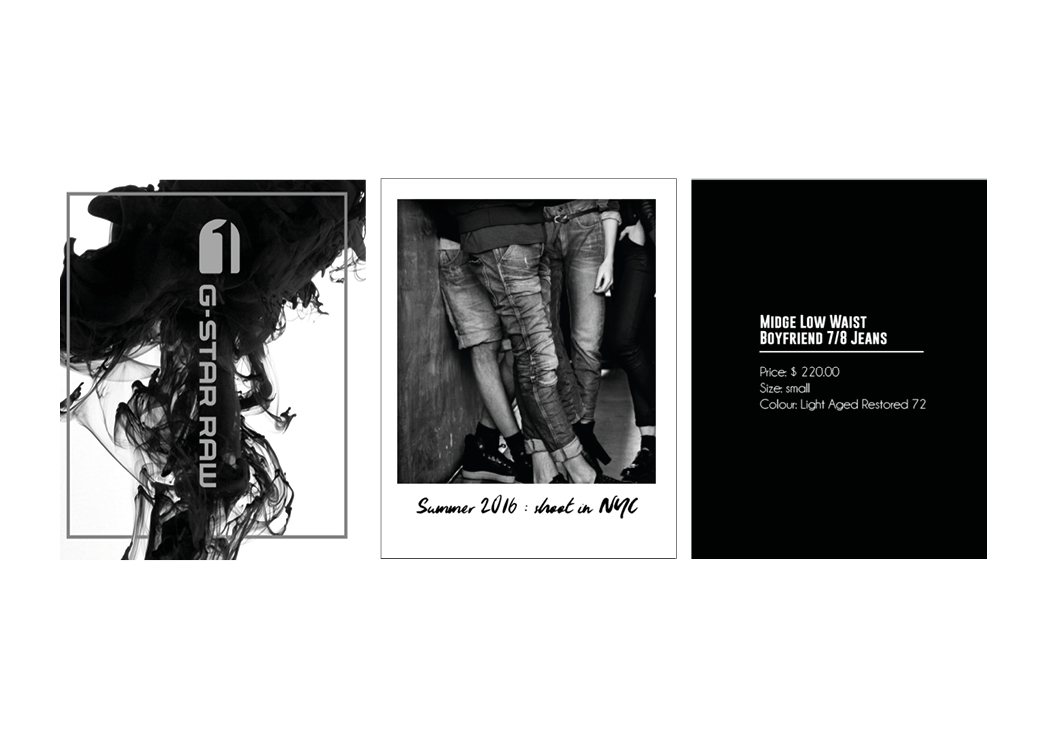 G-STAR RAW
Summer 2016 : shoot in NYC
Midge Low Waist
Boyfriend 7/8 Jeans
Price: $ 220.00
Size: small
Colour: Light Aged Restored 72